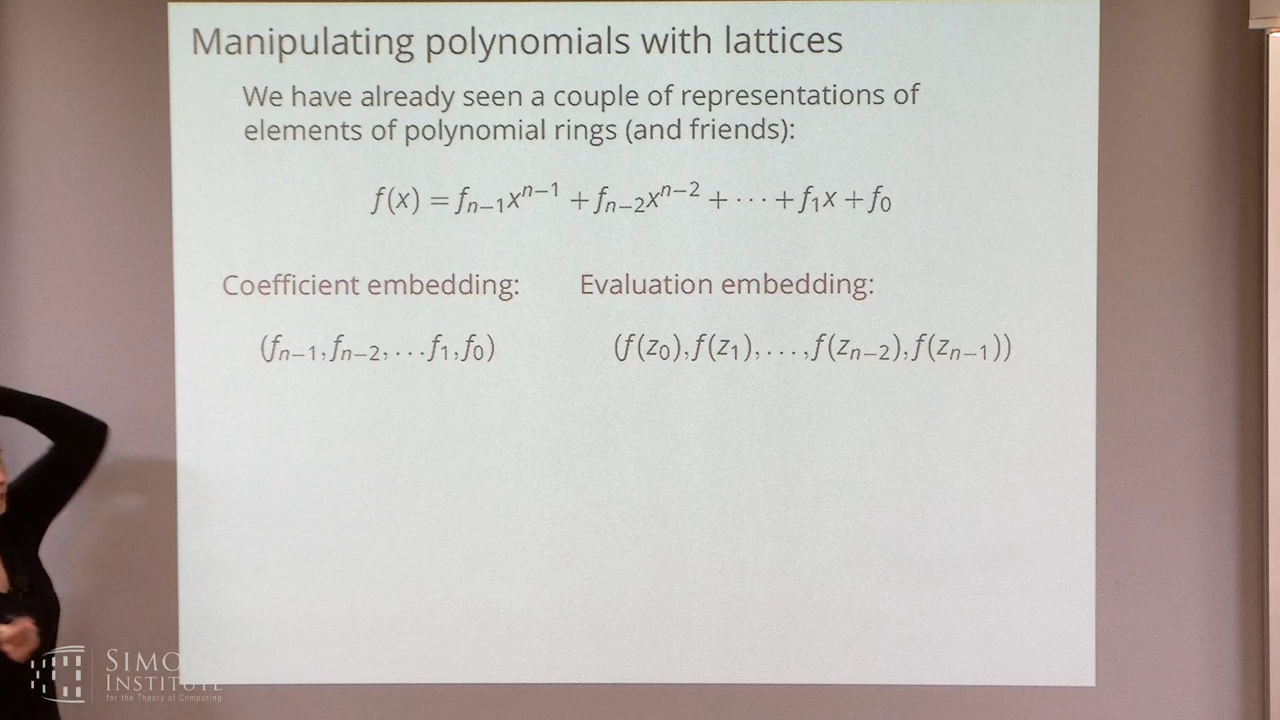 Manipulating polynomials with lattices
We have already seen a couple of representations of
elements of polynomial rings (and friends):
f(x) = fₙ₋₁xⁿ⁻¹ + fₙ₋₂xⁿ⁻² + ··· + f₁x + f₀
Coefficient embedding: Evaluation embedding:
(fₙ₋₁, fₙ₋₂, ... f₁, f₀) (f(z₀), f(z₁), ..., f(zₙ₋₂), f(zₙ₋₁))
INSTITUTE
for the Theory of Computing